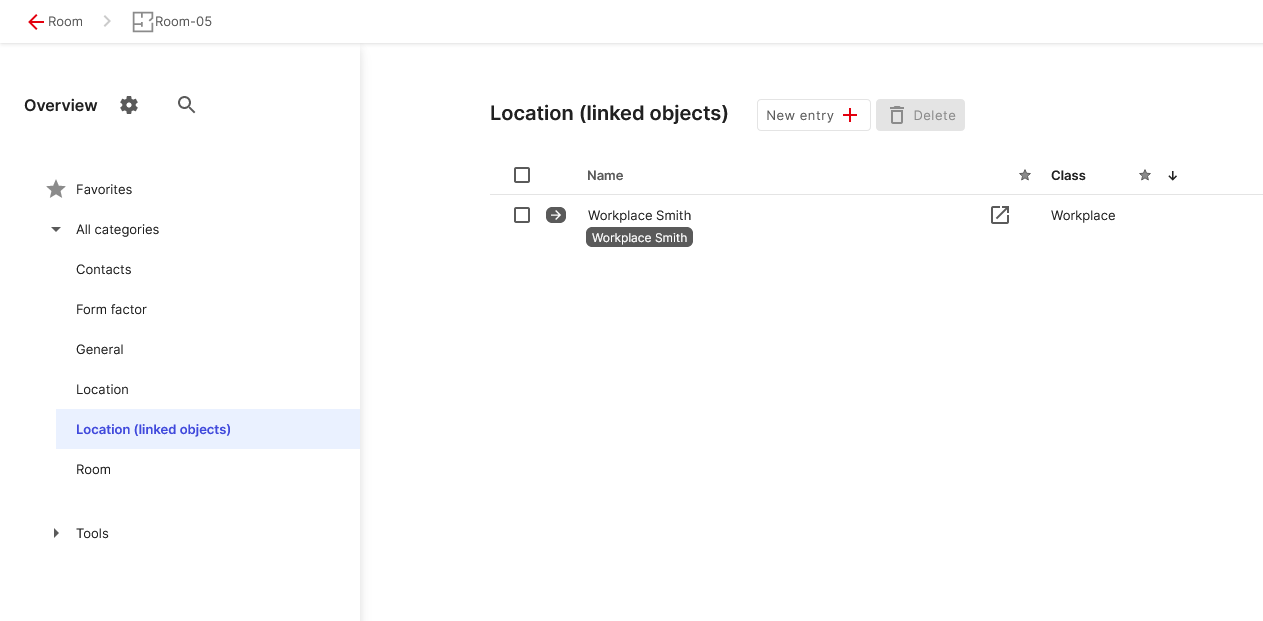 Room Room-05
Overview
Favorites
All categories
Contacts
Form factor
General
Location
Location (linked objects)
Room
Tools
Location (linked objects) New entry Delete
Name Class
Workplace Smith Workplace
Workplace Smith